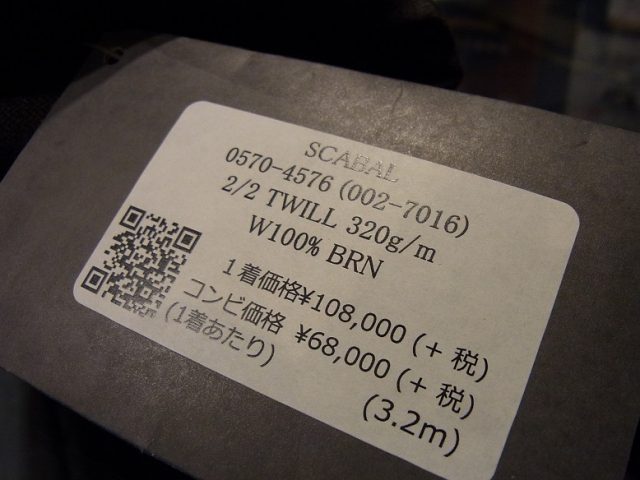 SCABAL
0570-4576 (002-7016)
2/2 TWILL 320g/m
W100% BRN
1着価格¥108,000 (+ 税)
コンビ価格 ¥68,000 (+ 税)
(1着あたり)
(3.2m)